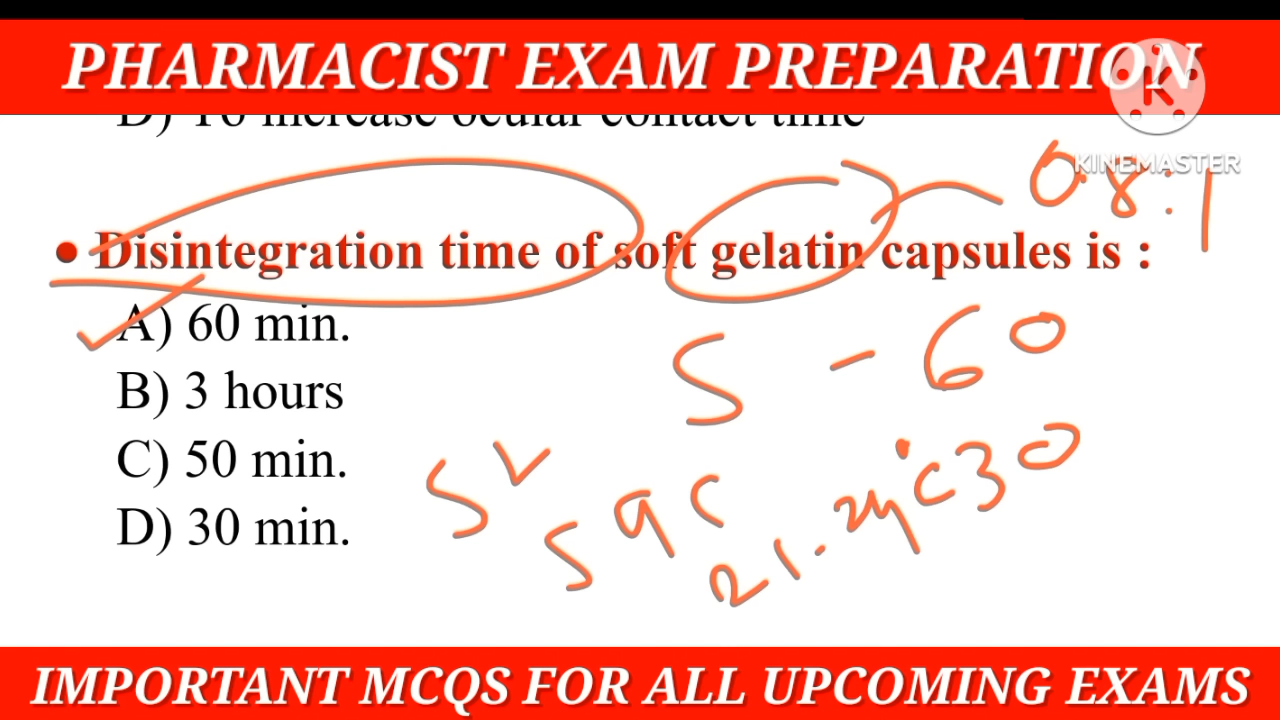 PHARMACIST EXAM PREPARATION
K
KINEMASTER
D) To increase ocular contact time
0.8:1
• Disintegration time of soft gelatin capsules is :
A) 60 min.
B) 3 hours
C) 50 min.
D) 30 min.
S - 60
30
IMPORTANT MCQS FOR ALL UPCOMING EXAMS